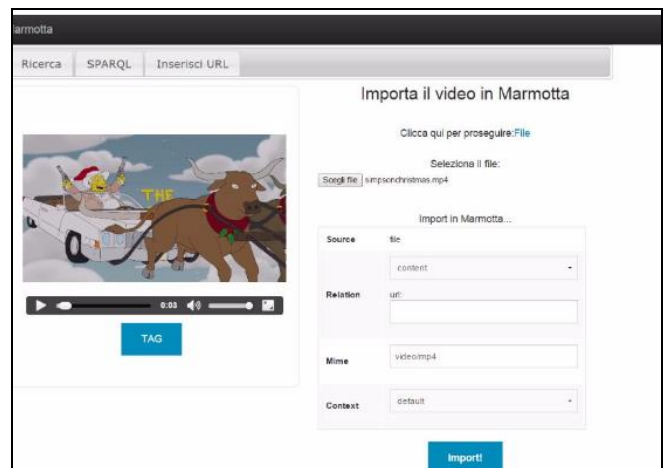 armotta
Ricerca
SPARQL
Inserisci URL
THE
0:03
TAG
Importa il video in Marmotta
Clicca qui per proseguire:File
Seleziona il file:
Scegli file simpsonchristmas.mp4
Import in Marmotta...
Source file
Relation
content
url:
Mime video/mp4
Context default
Import!